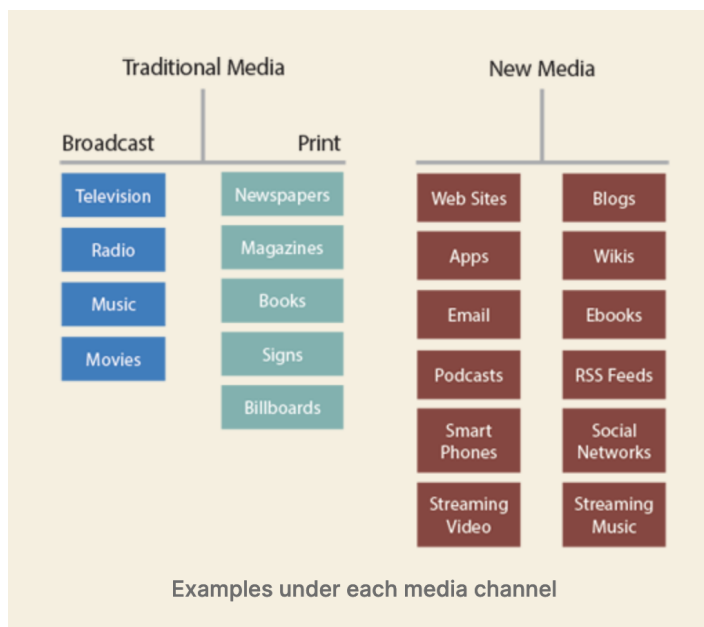 Traditional Media
New Media
Broadcast
Print
Television
Radio
Music
Movies
Newspapers
Magazines
Books
Signs
Billboards
Web Sites
Apps
Email
Podcasts
Smart
Phones
Streaming
Video
Blogs
Wikis
Ebooks
RSS Feeds
Social
Networks
Streaming
Music
Examples under each media channel